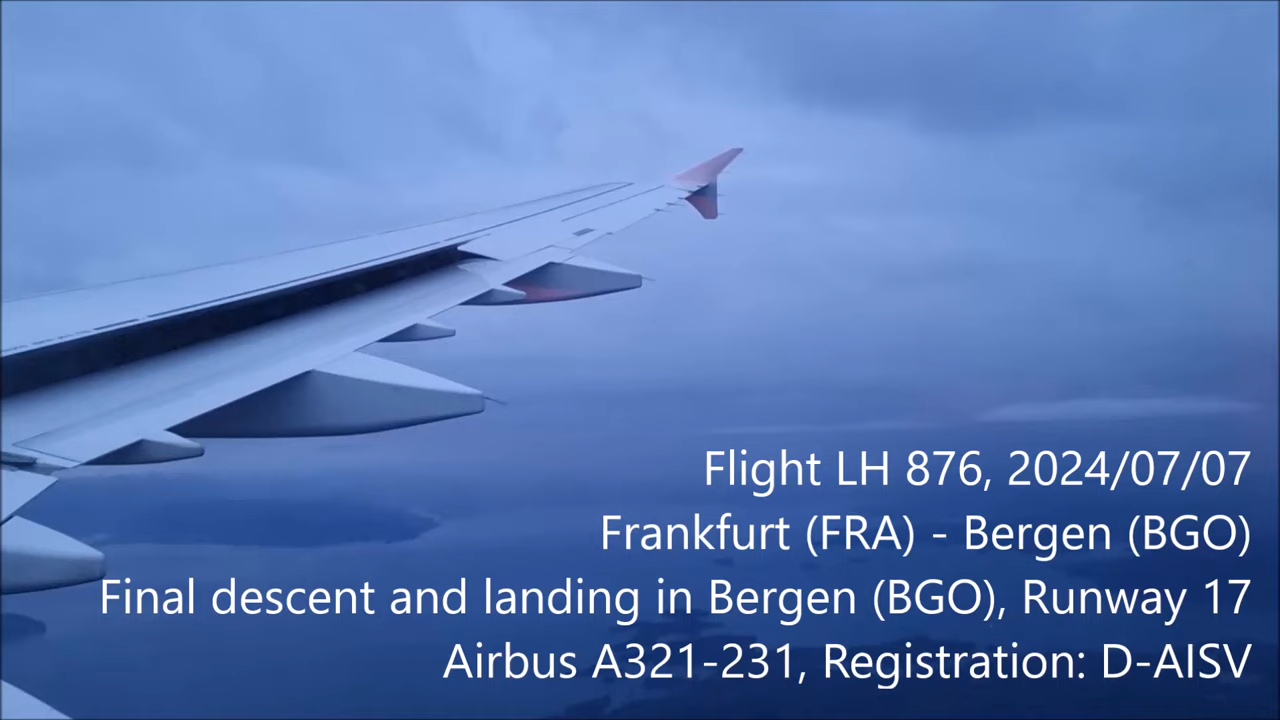 Flight LH 876, 2024/07/07
Frankfurt (FRA) - Bergen (BGO)
Final descent and landing in Bergen (BGO), Runway 17
Airbus A321-231, Registration: D-AISV